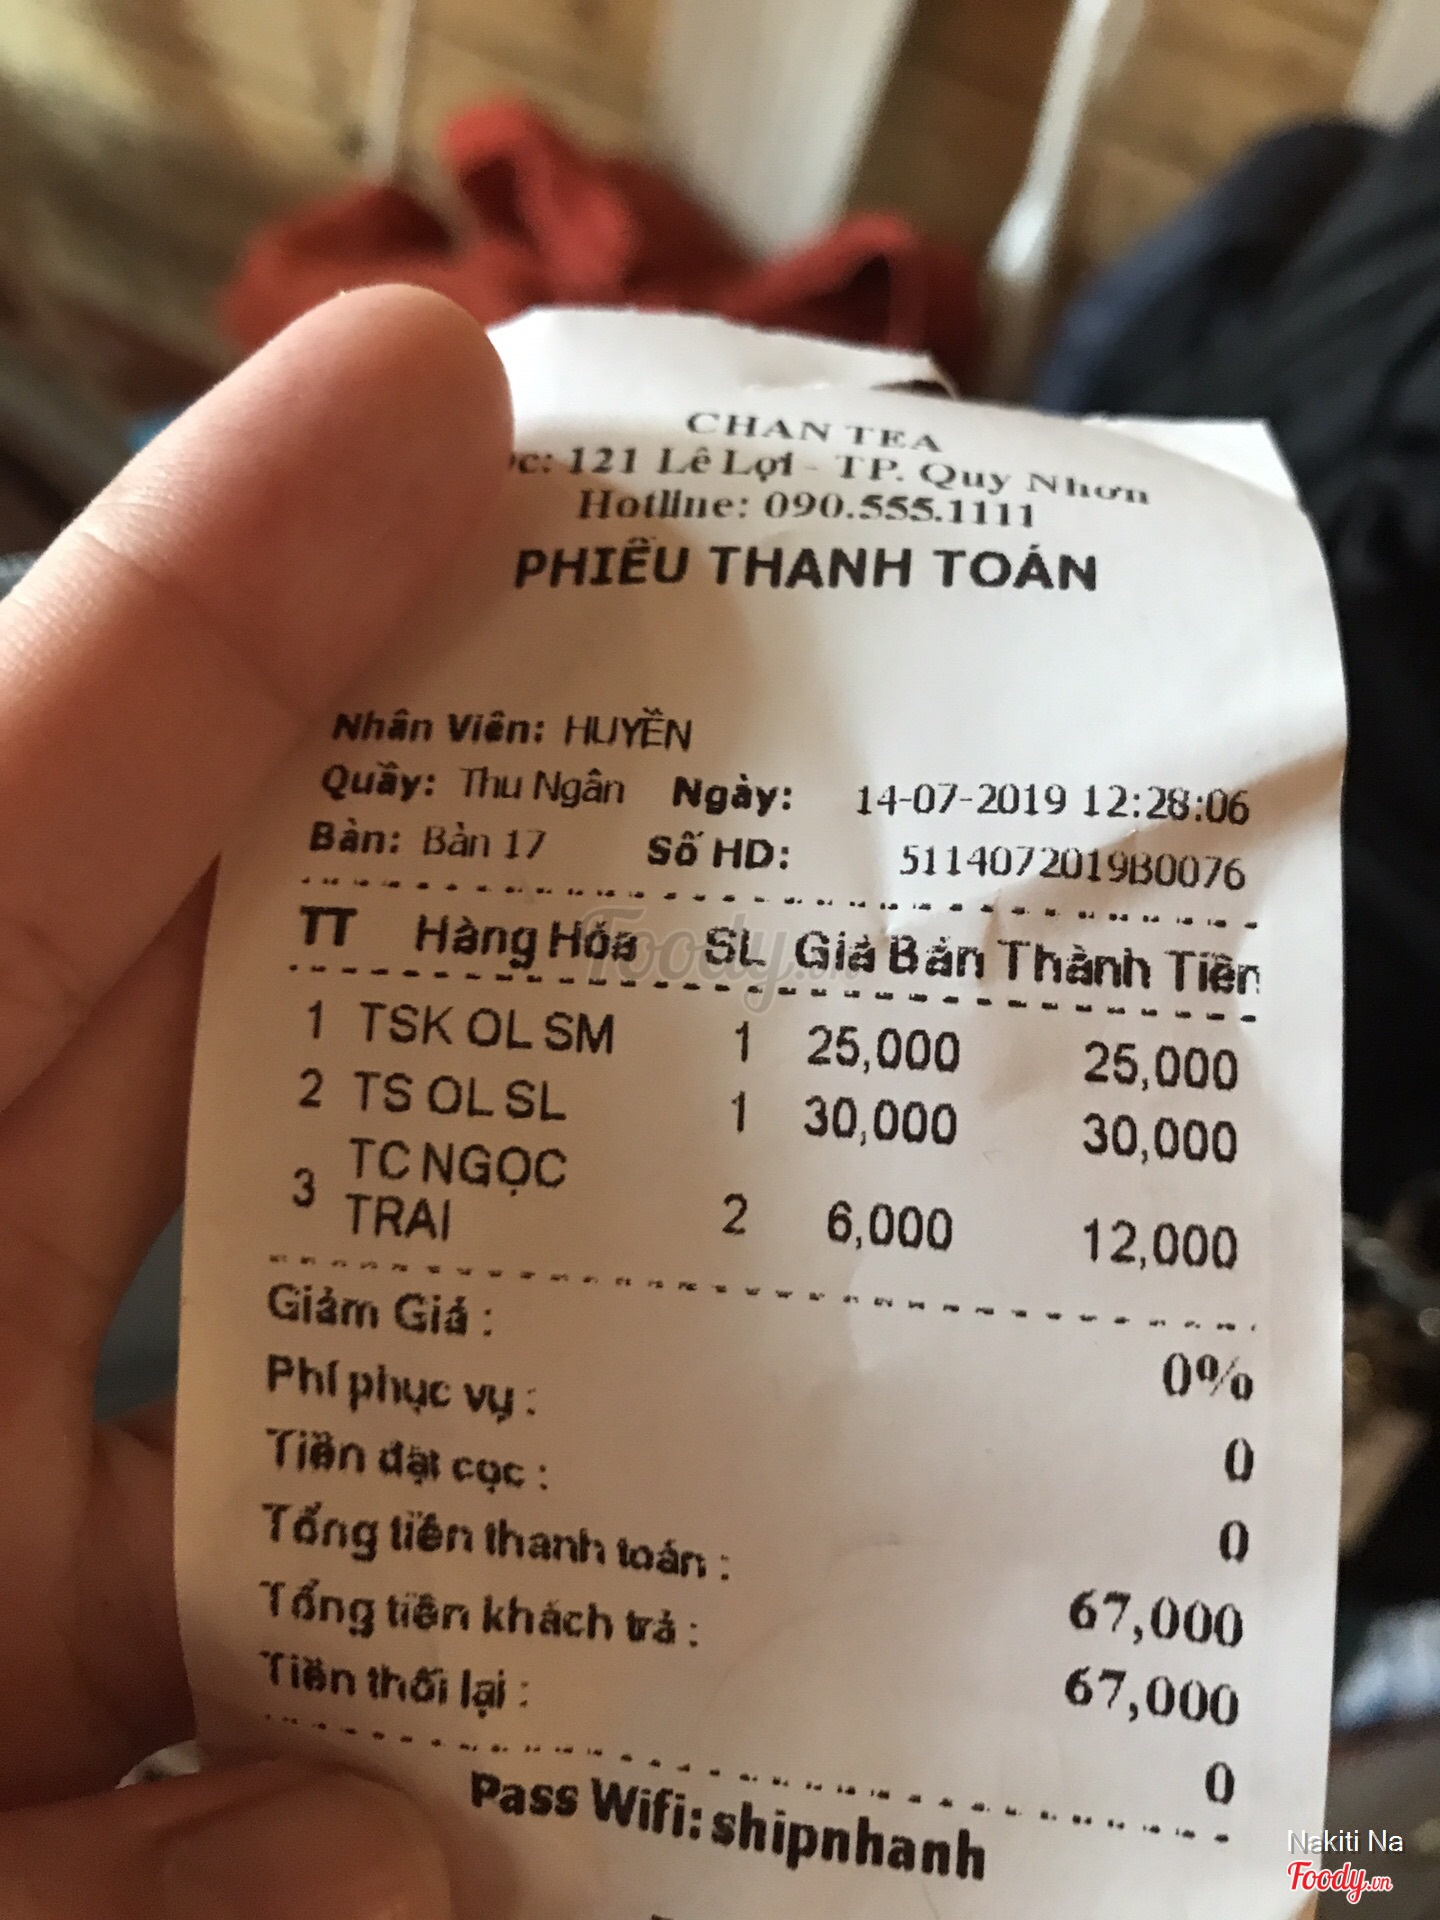 CHAN TEA
c: 121 Lê Lợi - TP. Quy Nhơn
Hotline: 090.555.1111
PHIẾU THANH TOÁN
Nhân Viên: HUYỀN
Quầy: Thu Ngân Ngày: 14-07-2019 12:28:06
Bàn: Bàn 17 Số HD: 5114072019B0076
TT Hàng Hóa SL Giá Bán Thành Tiền
1 TSK OL SM 1 25,000 25,000
2 TS OL SL 1 30,000 30,000
3 TC NGỌC TRAI 2 6,000 12,000
Giảm Giá : 0%
Phí phục vụ : 0
Tiền đặt cọc : 0
Tổng tiền thanh toán : 67,000
Tổng tiền khách trả : 67,000
Tiền thối lại : 0
Pass Wifi: shipnhanh
Foody.vn
Nakiti Na
Foody.vn